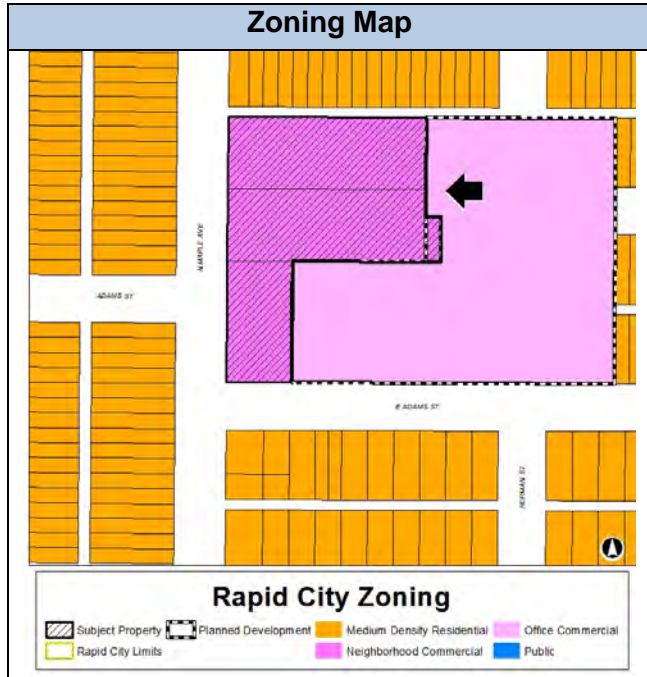 Zoning Map
N MAPLE AVE
ADAMS ST
E ADAMS ST
HERMAN ST
Rapid City Zoning
Subject Property Planned Development Medium Density Residential Office Commercial
Rapid City Limits Neighborhood Commercial Public